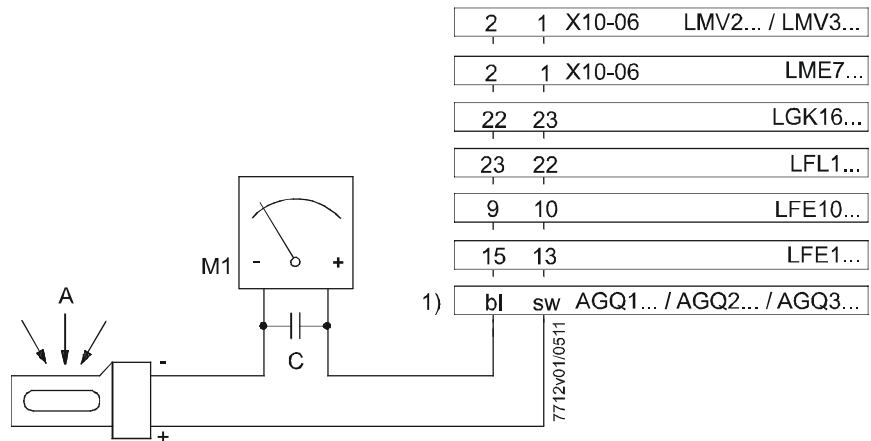 2 1 X10-06 LMV2... / LMV3...
2 1 X10-06 LME7...
22 23 LGK16...
23 22 LFL1...
9 10 LFE10...
15 13 LFE1...
1) bl sw AGQ1... / AGQ2... / AGQ3...
M1 - +
A
C
-
+
7712v01/0511